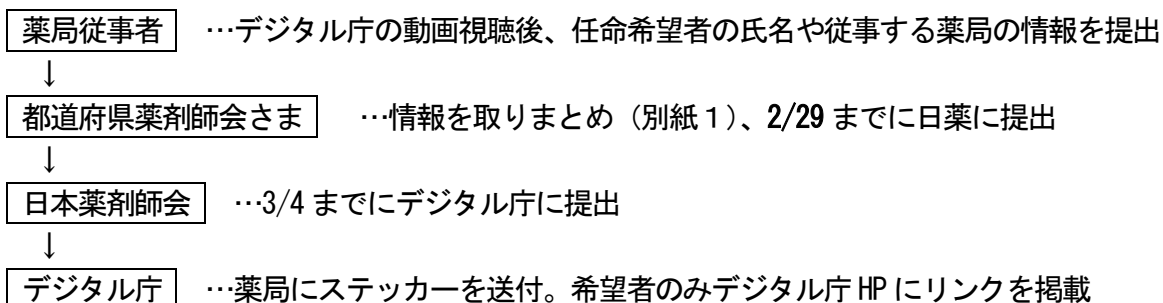 薬局従事者 …デジタル庁の動画視聴後、任命希望者の氏名や従事する薬局の情報を提出
↓
都道府県薬剤師会さま …情報を取りまとめ（別紙１）、2/29 までに日薬に提出
↓
日本薬剤師会 …3/4 までにデジタル庁に提出
↓
デジタル庁 …薬局にステッカーを送付。希望者のみデジタル庁 HP にリンクを掲載